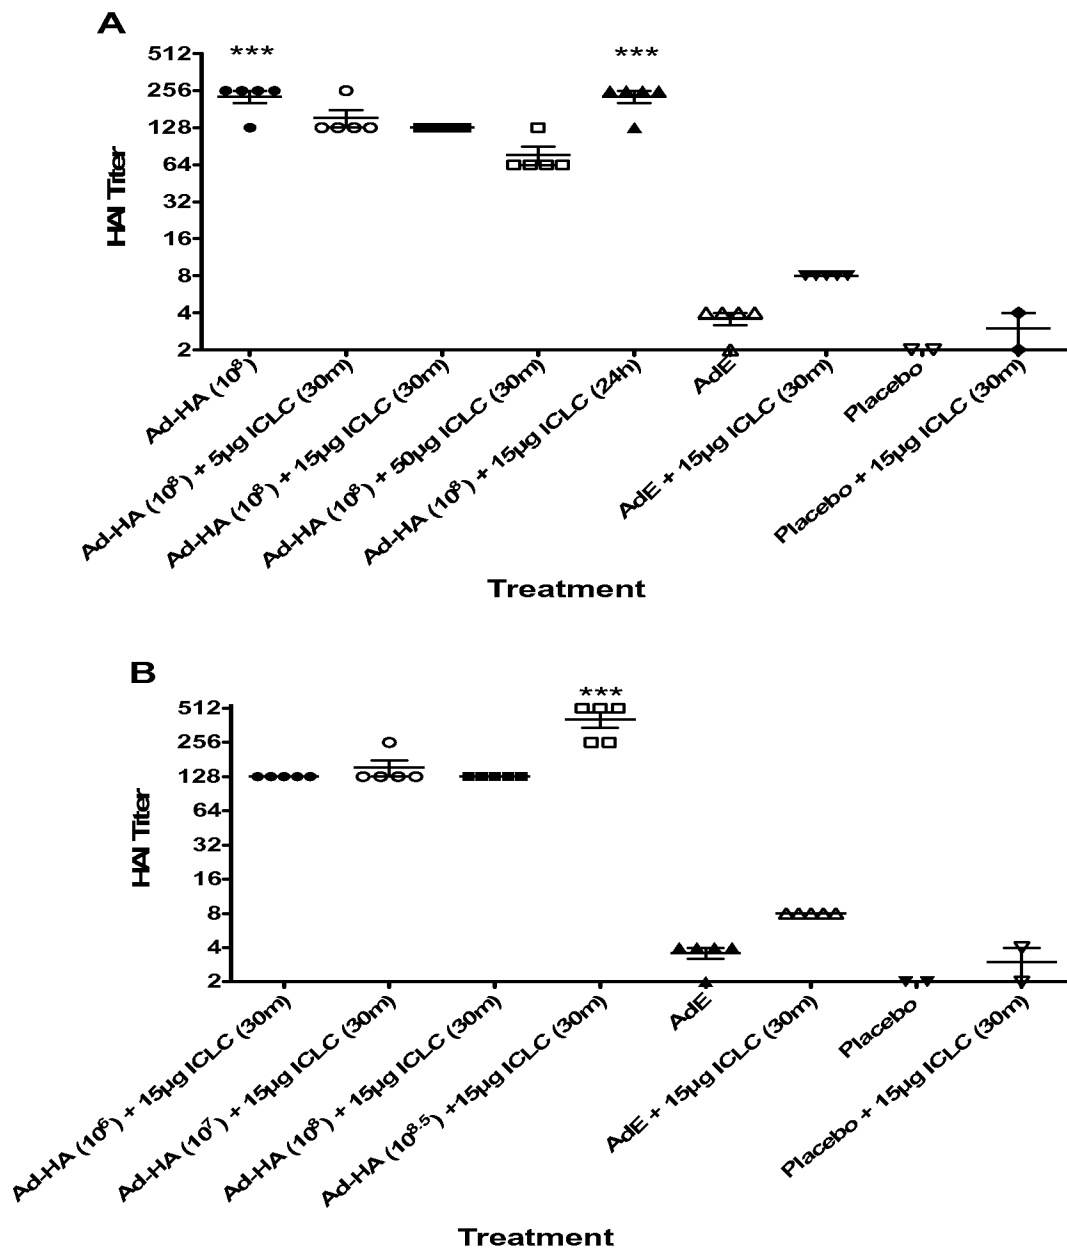 A
*** ***
512
256
128
64
32
16
8
4
2
HAI Titer
Ad-HA (10⁸)
Ad-HA (10⁸) + 5µg ICLC (30m)
Ad-HA (10⁸) + 15µg ICLC (30m)
Ad-HA (10⁸) + 50µg ICLC (30m)
Ad-HA (10⁸) + 15µg ICLC (24h)
AdE
AdE + 15µg ICLC (30m)
Placebo
Placebo + 15µg ICLC (30m)
Treatment
B
***
512
256
128
64
32
16
8
4
2
HAI Titer
Ad-HA (10⁶) + 15µg ICLC (30m)
Ad-HA (10⁷) + 15µg ICLC (30m)
Ad-HA (10⁸) + 15µg ICLC (30m)
Ad-HA (10⁸·⁵) +15µg ICLC (30m)
AdE
AdE + 15µg ICLC (30m)
Placebo
Placebo + 15µg ICLC (30m)
Treatment